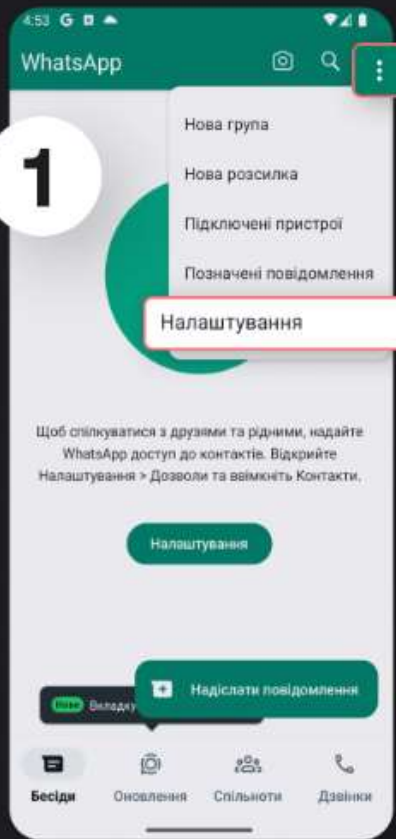 4:53 G
WhatsApp
1
Нова група
Нова розсилка
Підключені пристрої
Позначені повідомлення
Налаштування
Щоб спілкуватися з друзями та рідними, надайте
WhatsApp доступ до контактів. Відкрийте
Налаштування > Дозволи та ввімкніть Контакти.
Налаштування
Надіслати повідомлення
Нове Вкладку
Бесіди Оновлення Спільноти Дзвінки